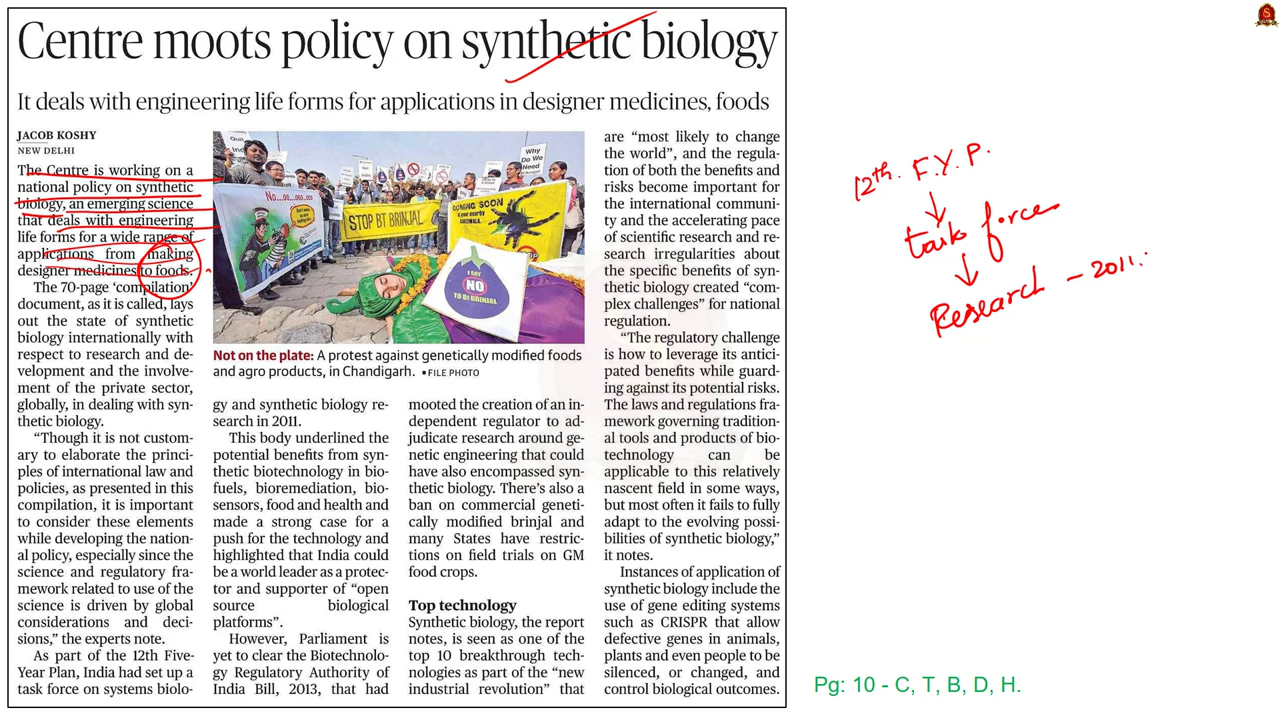 Centre moots policy on synthetic biology
It deals with engineering life forms for applications in designer medicines, foods
JACOB KOSHY
NEW DELHI
The Centre is working on a
national policy on synthetic
biology, an emerging science
that deals with engineering
life forms for a wide range of
applications from making
designer medicines to foods.
The 70-page ‘compilation’
document, as it is called, lays
out the state of synthetic
biology internationally with
respect to research and de-
velopment and the involve-
ment of the private sector,
globally, in dealing with syn-
thetic biology.
“Though it is not custom-
ary to elaborate the princi-
ples of international law and
policies, as presented in this
compilation, it is important
to consider these elements
while developing the nation-
al policy, especially since the
science and regulatory fra-
mework related to use of the
science is driven by global
considerations and deci-
sions,” the experts note.
As part of the 12th Five-
Year Plan, India had set up a
task force on systems biolo-
No...oo...ooo...ooo
STOP BT BRINJAL
COMING SOON
Why
Do We
Need
I SAY
NO
TO Bt BRINJAL
Not on the plate: A protest against genetically modified foods
and agro products, in Chandigarh. ▪FILE PHOTO
gy and synthetic biology re-
search in 2011.
This body underlined the
potential benefits from syn-
thetic biotechnology in bio-
fuels, bioremediation, bio-
sensors, food and health and
made a strong case for a
push for the technology and
highlighted that India could
be a world leader as a protec-
tor and supporter of “open
source biological
platforms”.
However, Parliament is
yet to clear the Biotechnolo-
gy Regulatory Authority of
India Bill, 2013, that had
mooted the creation of an in-
dependent regulator to ad-
judicate research around ge-
netic engineering that could
have also encompassed syn-
thetic biology. There’s also a
ban on commercial geneti-
cally modified brinjal and
many States have restric-
tions on field trials on GM
food crops.
Top technology
Synthetic biology, the report
notes, is seen as one of the
top 10 breakthrough tech-
nologies as part of the “new
industrial revolution” that
are “most likely to change
the world”, and the regula-
tion of both the benefits and
risks become important for
the international communi-
ty and the accelerating pace
of scientific research and re-
search irregularities about
the specific benefits of syn-
thetic biology created “com-
plex challenges” for national
regulation.
“The regulatory challenge
is how to leverage its antici-
pated benefits while guard-
ing against its potential risks.
The laws and regulations fra-
mework governing tradition-
al tools and products of bio-
technology can be
applicable to this relatively
nascent field in some ways,
but most often it fails to fully
adapt to the evolving possi-
bilities of synthetic biology,”
it notes.
Instances of application of
synthetic biology include the
use of gene editing systems
such as CRISPR that allow
defective genes in animals,
plants and even people to be
silenced, or changed, and
control biological outcomes.
12th. F.Y.P.
task force
Research - 2011.
Pg: 10 - C, T, B, D, H.